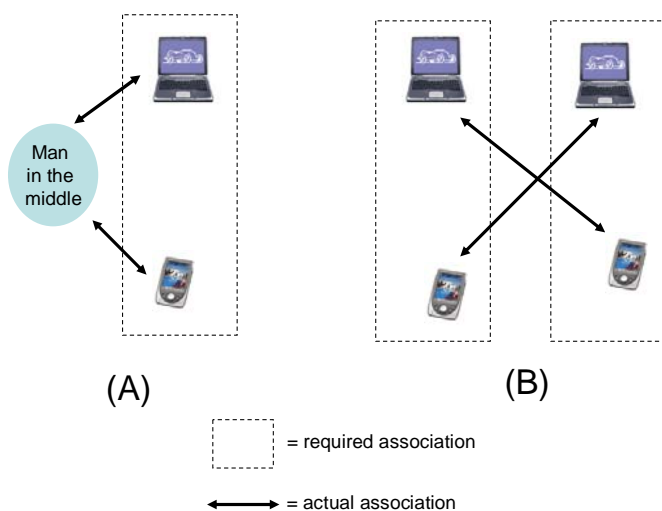 Man
in the
middle
(A)
(B)
= required association
= actual association